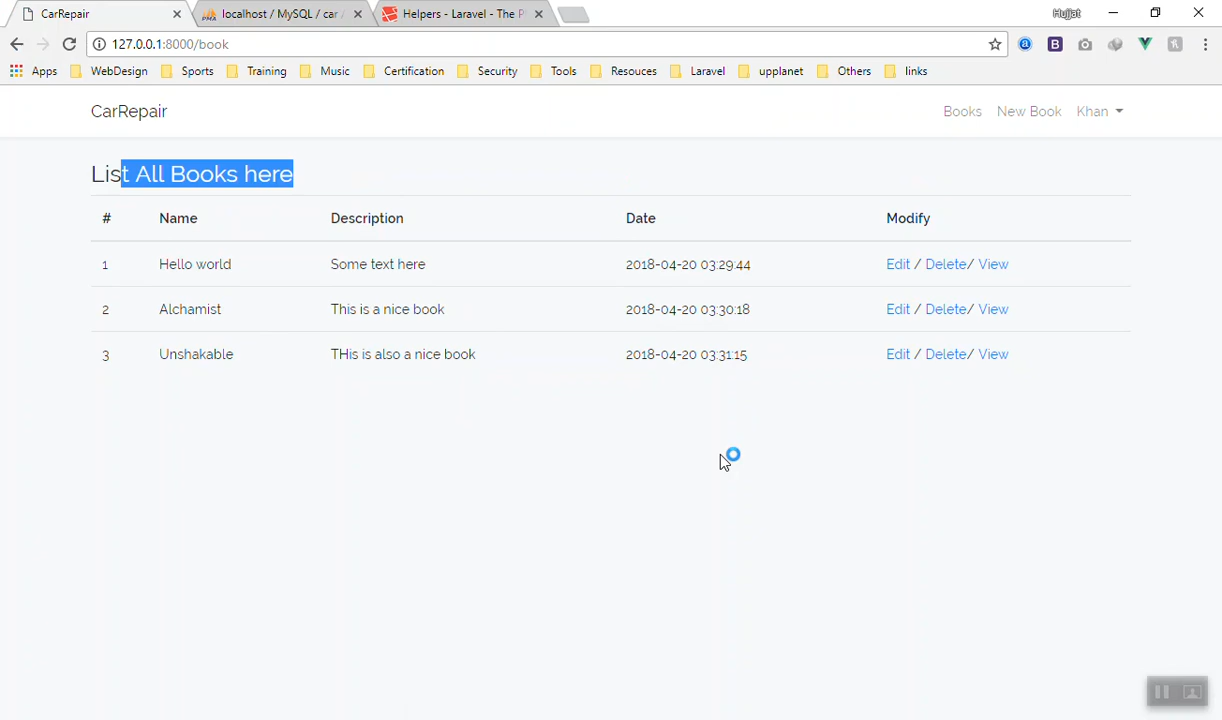 CarRepair
localhost / MySQL / car
Helpers - Laravel - The P
Hujjat
127.0.0.1:8000/book
Apps WebDesign Sports Training Music Certification Security Tools Resouces Laravel upplanet Others links
CarRepair Books New Book Khan
List All Books here
# Name Description Date Modify
1 Hello world Some text here 2018-04-20 03:29:44 Edit / Delete/ View
2 Alchamist This is a nice book 2018-04-20 03:30:18 Edit / Delete/ View
3 Unshakable THis is also a nice book 2018-04-20 03:31:15 Edit / Delete/ View